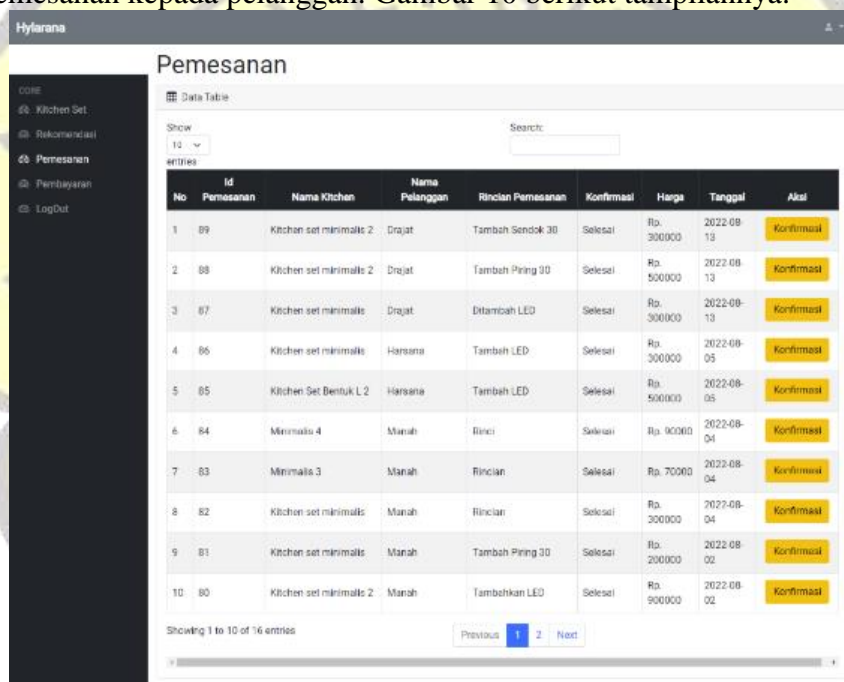 pemesanan kepada pelanggan. Gambar 10 berikut tampilannya.
Hylarana
Pemesanan
CORE
Kitchen Set
Rekomendasi
Pemesanan
Pembayaran
LogOut
Data Table
Show
10
entries
Search:
No Id Pemesanan Nama Kitchen Nama Pelanggan Rincian Pemesanan Konfirmasi Harga Tanggal Aksi
1 89 Kitchen set minimalis 2 Drajat Tambah Sendok 30 Selesai Rp. 300000 2022-08-13 Konfirmasi
2 88 Kitchen set minimalis 2 Drajat Tambah Piring 30 Selesai Rp. 500000 2022-08-13 Konfirmasi
3 87 Kitchen set minimalis Drajat Ditambah LED Selesai Rp. 300000 2022-08-13 Konfirmasi
4 86 Kitchen set minimalis Harsana Tambah LED Selesai Rp. 300000 2022-08-05 Konfirmasi
5 85 Kitchen Set Bentuk L 2 Harsana Tambah LED Selesai Rp. 500000 2022-08-05 Konfirmasi
6 84 Minimalis 4 Manah Rinci Selesai Rp. 90000 2022-08-04 Konfirmasi
7 83 Minimalis 3 Manah Rincian Selesai Rp. 70000 2022-08-04 Konfirmasi
8 82 Kitchen set minimalis Manah Rincian Selesai Rp. 300000 2022-08-04 Konfirmasi
9 81 Kitchen set minimalis Manah Tambah Piring 30 Selesai Rp. 200000 2022-08-02 Konfirmasi
10 80 Kitchen set minimalis 2 Manah Tambahkan LED Selesai Rp. 900000 2022-08-02 Konfirmasi
Showing 1 to 10 of 16 entries
Previous 1 2 Next